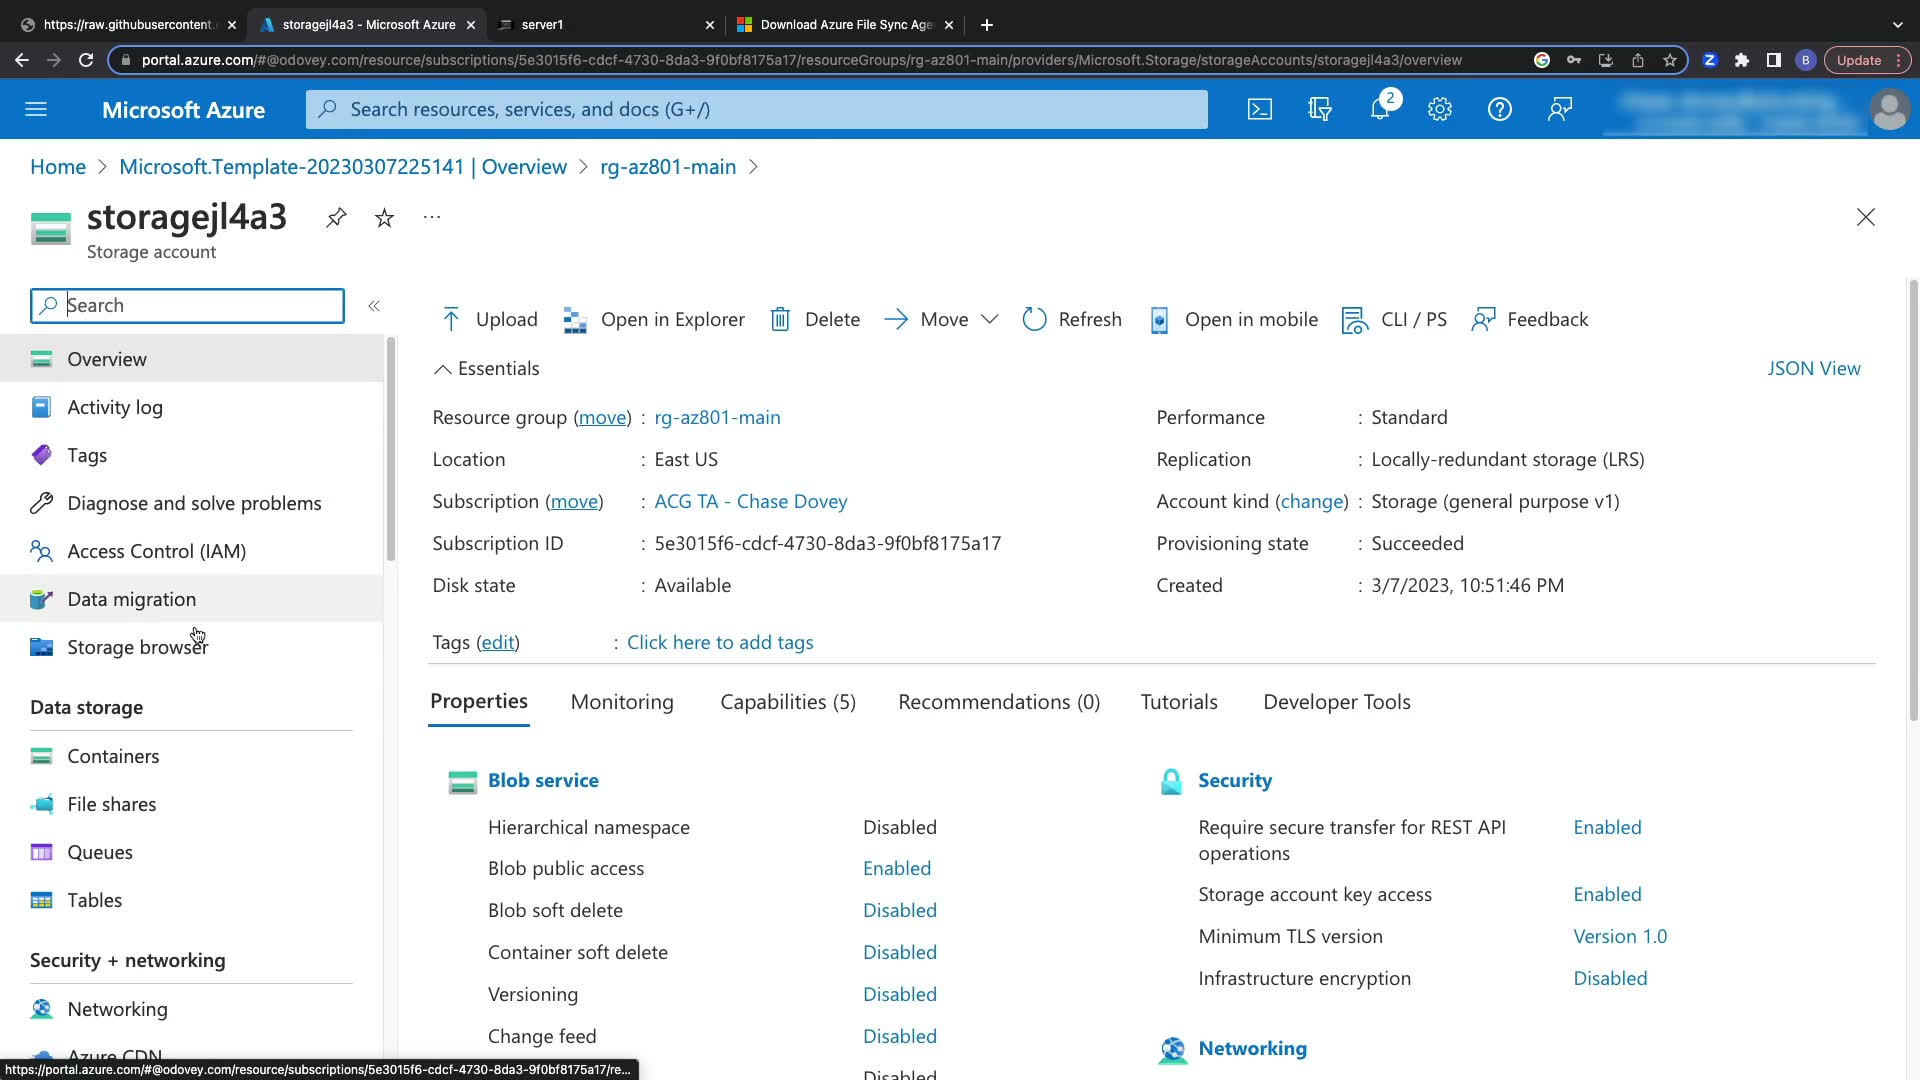 https://raw.githubusercontent.
storagejl4a3 - Microsoft Azure
server1
Download Azure File Sync Age
portal.azure.com/#@odovey.com/resource/subscriptions/5e3015f6-cdcf-4730-8da3-9f0bf8175a17/resourceGroups/rg-az801-main/providers/Microsoft.Storage/storageAccounts/storagejl4a3/overview
Z
B
Update
Microsoft Azure
Search resources, services, and docs (G+/)
2
Home > Microsoft.Template-20230307225141 | Overview > rg-az801-main >
storagejl4a3
Storage account
Search
Overview
Activity log
Tags
Diagnose and solve problems
Access Control (IAM)
Data migration
Storage browser
Data storage
Containers
File shares
Queues
Tables
Security + networking
Networking
Azure CDN
https://portal.azure.com/#@odovey.com/resource/subscriptions/5e3015f6-cdcf-4730-8da3-9f0bf8175a17/re...
Upload Open in Explorer Delete Move Refresh Open in mobile CLI / PS Feedback
Essentials
JSON View
Resource group (move) : rg-az801-main
Location : East US
Subscription (move) : ACG TA - Chase Dovey
Subscription ID : 5e3015f6-cdcf-4730-8da3-9f0bf8175a17
Disk state : Available
Tags (edit) : Click here to add tags
Performance : Standard
Replication : Locally-redundant storage (LRS)
Account kind (change) : Storage (general purpose v1)
Provisioning state : Succeeded
Created : 3/7/2023, 10:51:46 PM
Properties Monitoring Capabilities (5) Recommendations (0) Tutorials Developer Tools
Blob service
Hierarchical namespace Disabled
Blob public access Enabled
Blob soft delete Disabled
Container soft delete Disabled
Versioning Disabled
Change feed Disabled
Disabled
Security
Require secure transfer for REST API operations Enabled
Storage account key access Enabled
Minimum TLS version Version 1.0
Infrastructure encryption Disabled
Networking